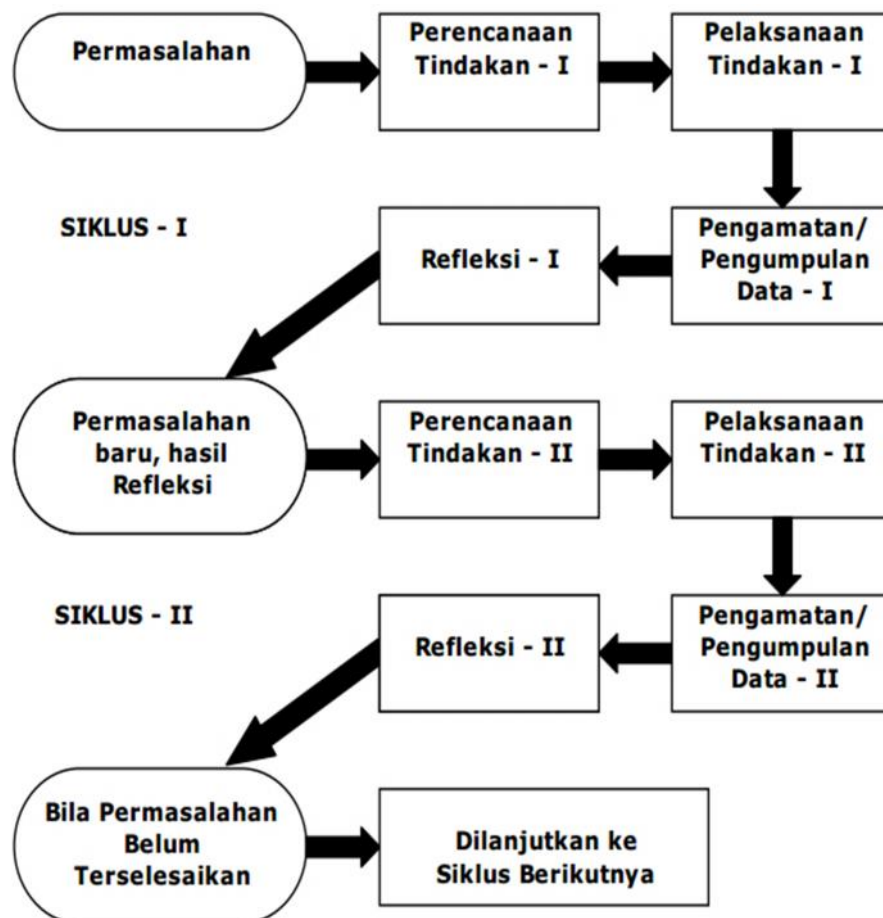 Permasalahan
Perencanaan
Tindakan - I
Pelaksanaan
Tindakan - I
SIKLUS - I
Refleksi - I
Pengamatan/
Pengumpulan
Data - I
Permasalahan
baru, hasil
Refleksi
Perencanaan
Tindakan - II
Pelaksanaan
Tindakan - II
SIKLUS - II
Refleksi - II
Pengamatan/
Pengumpulan
Data - II
Bila Permasalahan
Belum
Terselesaikan
Dilanjutkan ke
Siklus Berikutnya